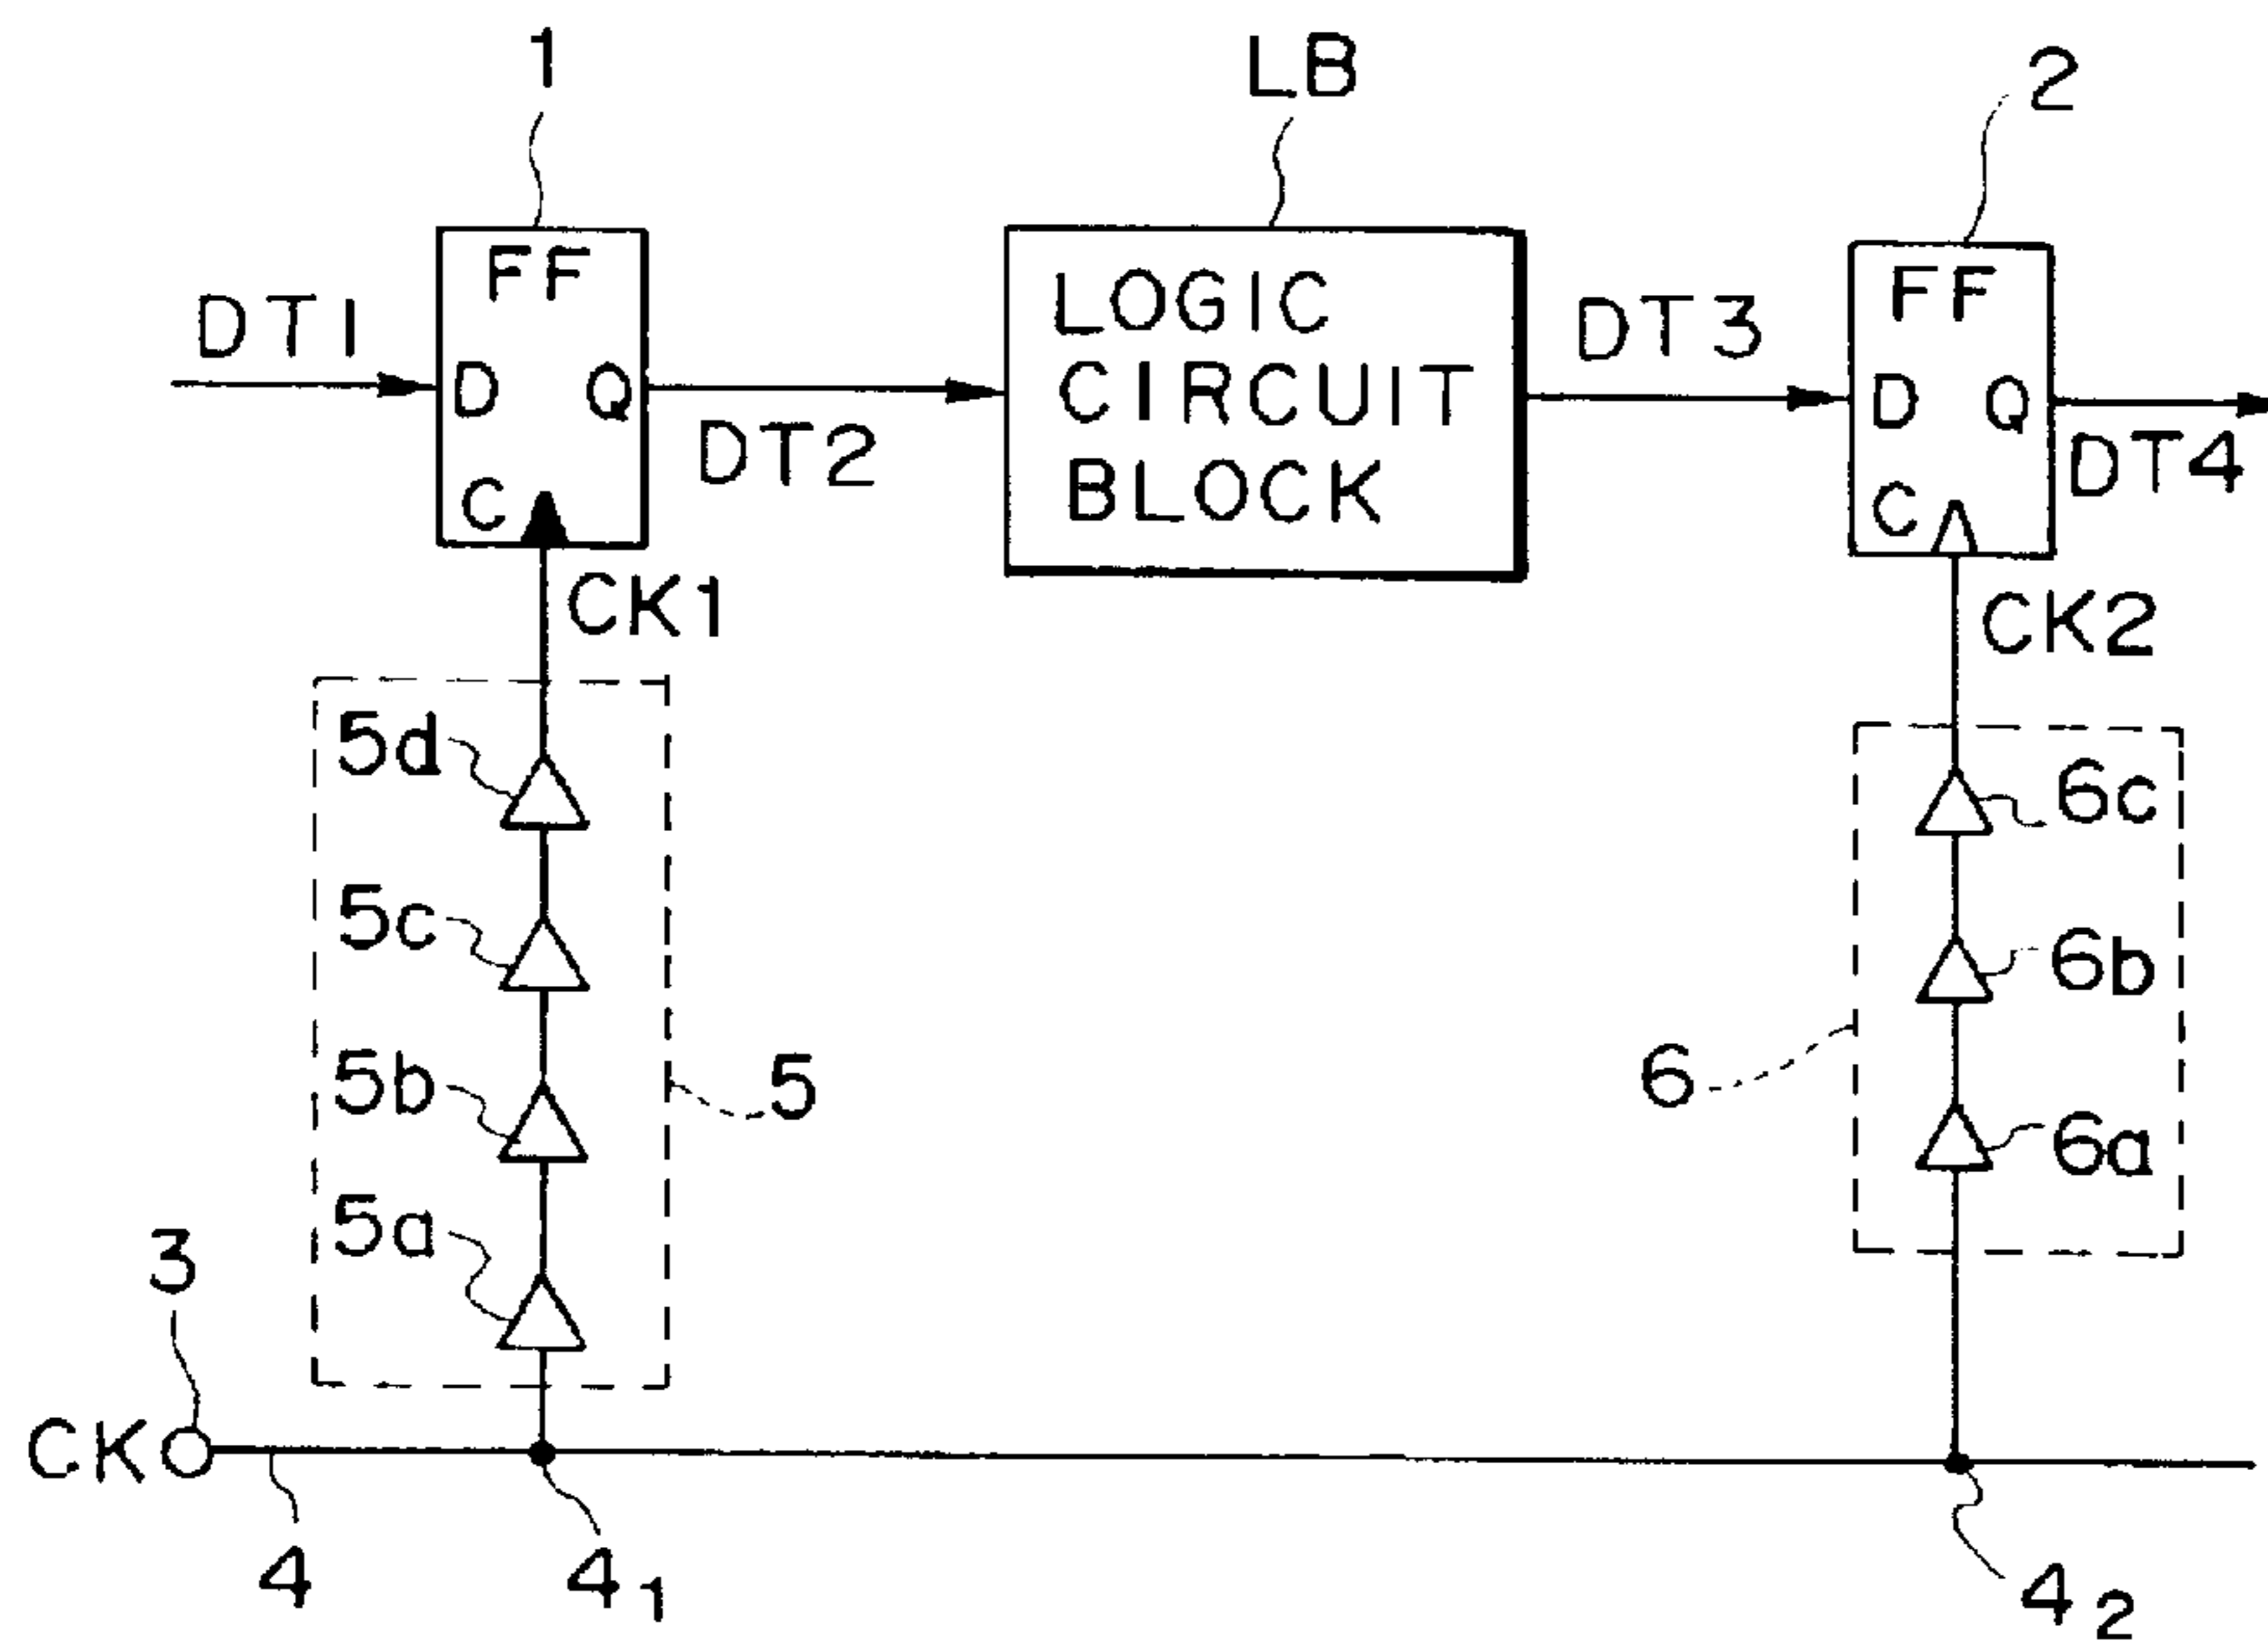 1
LB
2
FF
D Q
C
DT1
DT2
LOGIC
CIRCUIT
BLOCK
DT3
FF
D Q
C
DT4
CK1
CK2
5d
5c
5b
5a
5
6c
6b
6a
6
3
CK
4
4₁
4₂